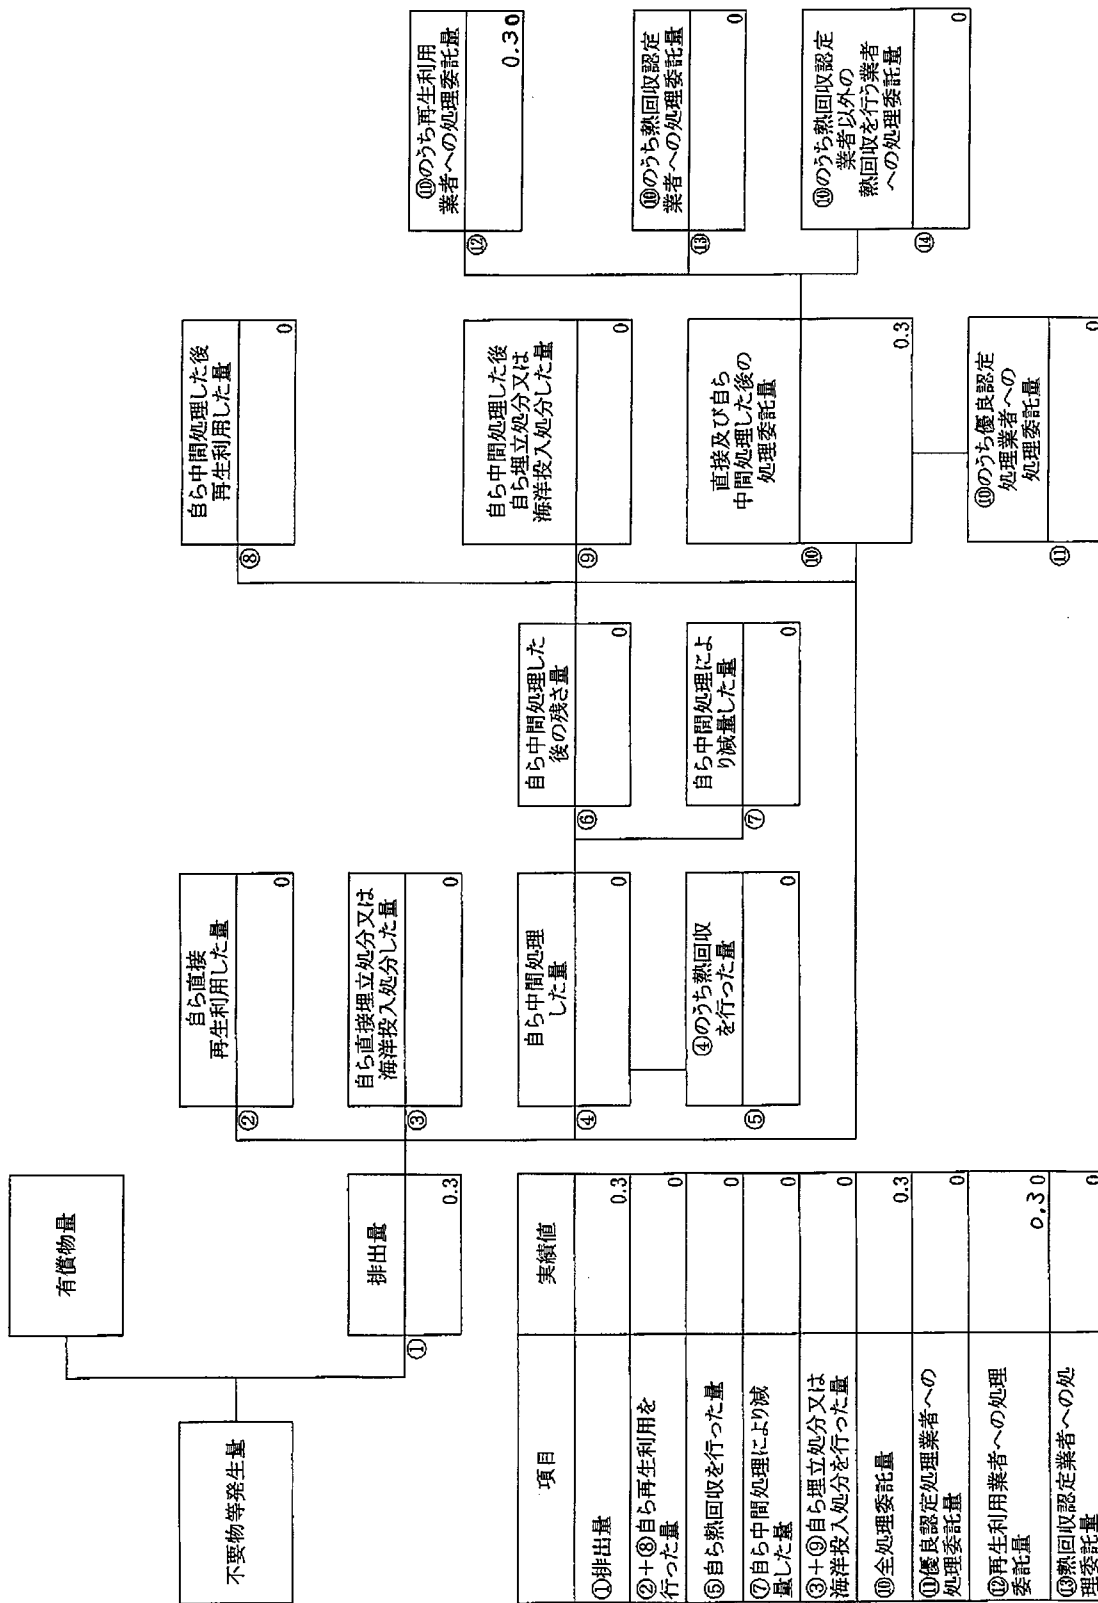 有償物量
不要物等発生量
①
排出量
0.3
②
自ら直接
再生利用した量
0
③
自ら直接埋立処分又は
海洋投入処分した量
0
④
自ら中間処理
した量
0
⑤
④のうち熱回収
を行った量
0
⑥
自ら中間処理した
後の残さ量
0
⑦
自ら中間処理によ
り減量した量
0
⑧
自ら中間処理した後
再生利用した量
0
⑨
自ら中間処理した後
自ら埋立処分又は
海洋投入処分した量
0
⑩
直接及び自ら
中間処理した後の
処理委託量
0.3
⑪
⑩のうち優良認定
処理業者への
処理委託量
0
⑫
⑩のうち再生利用
業者への処理委託量
0.30
⑬
⑩のうち熱回収認定
業者への処理委託量
0
⑭
⑩のうち熱回収認定
業者以外の
熱回収を行う業者
への処理委託量
0
項目 実績値
①排出量 0.3
②+⑧自ら再生利用を
行った量 0
⑤自ら熱回収を行った量 0
⑦自ら中間処理により減
量した量 0
③+⑨自ら埋立処分又は
海洋投入処分を行った量 0
⑩全処理委託量 0.3
⑪優良認定処理業者への
処理委託量 0
⑫再生利用業者への処理
委託量 0.30
⑬熱回収認定業者への処
理委託量 0